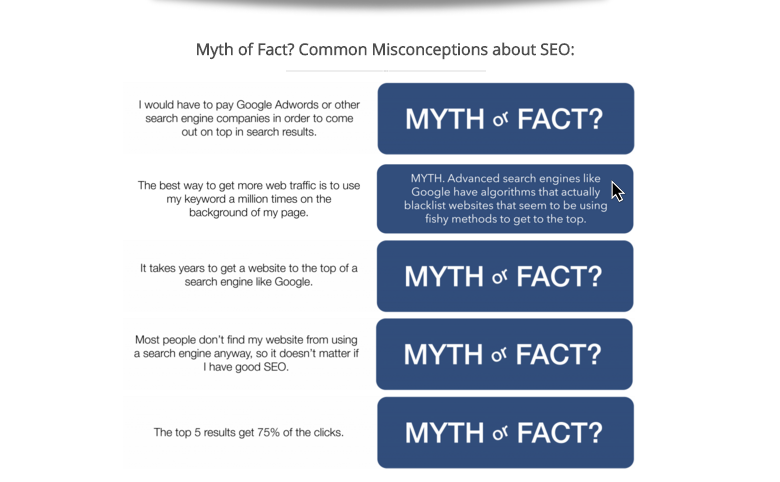 Myth of Fact? Common Misconceptions about SEO:
I would have to pay Google Adwords or other
search engine companies in order to come
out on top in search results.
MYTH or FACT?
The best way to get more web traffic is to use
my keyword a million times on the
background of my page.
MYTH. Advanced search engines like
Google have algorithms that actually
blacklist websites that seem to be using
fishy methods to get to the top.
It takes years to get a website to the top of a
search engine like Google.
MYTH or FACT?
Most people don't find my website from using
a search engine anyway, so it doesn't matter if
I have good SEO.
MYTH or FACT?
The top 5 results get 75% of the clicks.
MYTH or FACT?